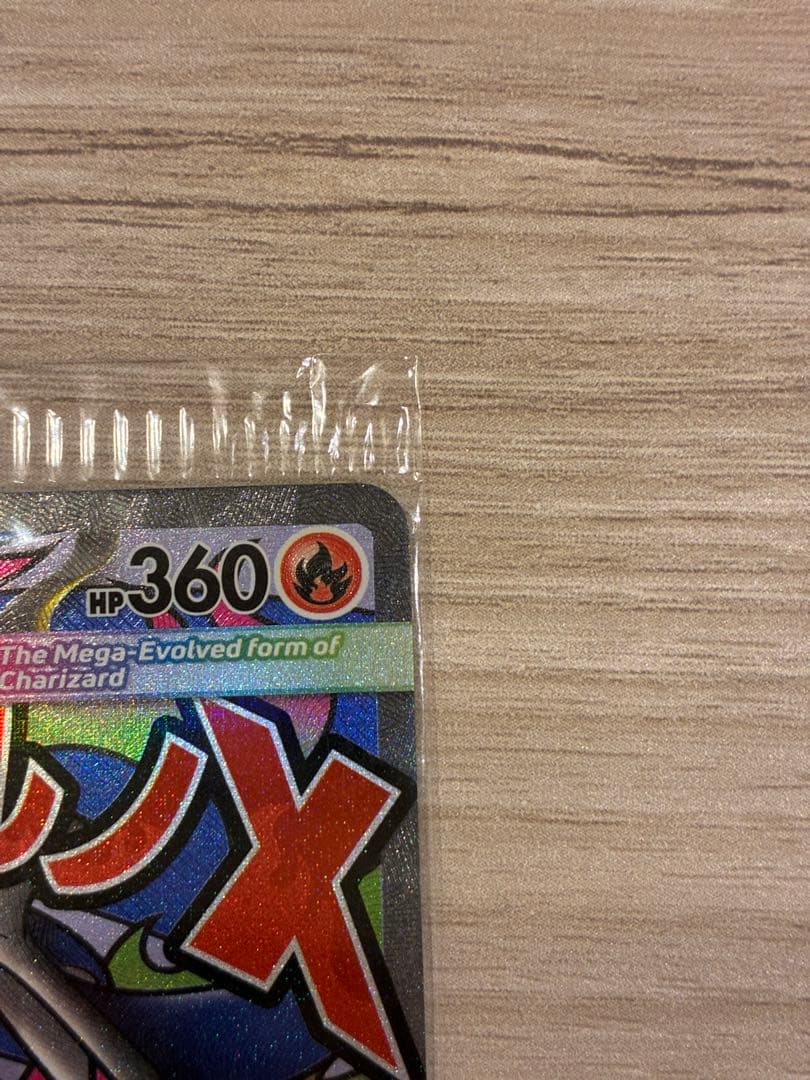 HP360
The Mega-Evolved form of
Charizard
X